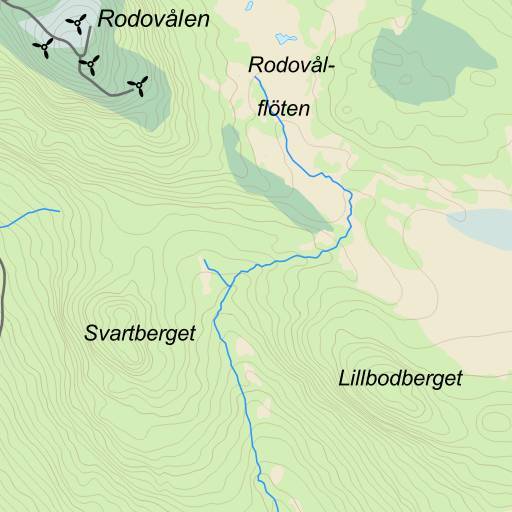 Rodovålen
Rodovål-
flöten
Svartberget
Lillbodberget